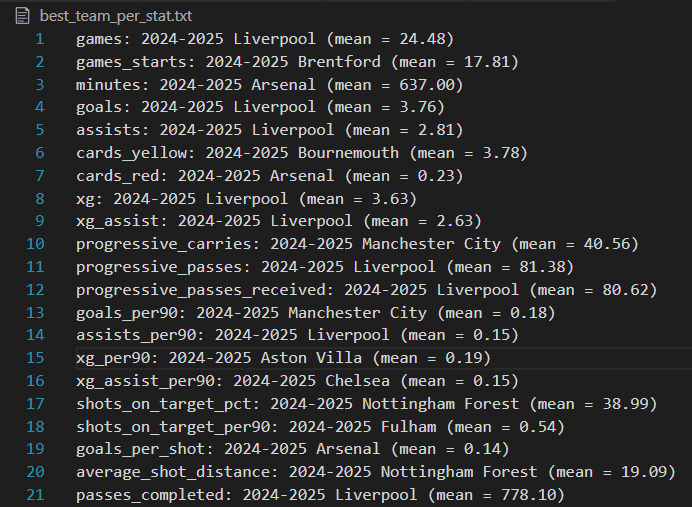 best_team_per_stat.txt
1 games: 2024-2025 Liverpool (mean = 24.48)
2 games_starts: 2024-2025 Brentford (mean = 17.81)
3 minutes: 2024-2025 Arsenal (mean = 637.00)
4 goals: 2024-2025 Liverpool (mean = 3.76)
5 assists: 2024-2025 Liverpool (mean = 2.81)
6 cards_yellow: 2024-2025 Bournemouth (mean = 3.78)
7 cards_red: 2024-2025 Arsenal (mean = 0.23)
8 xg: 2024-2025 Liverpool (mean = 3.63)
9 xg_assist: 2024-2025 Liverpool (mean = 2.63)
10 progressive_carries: 2024-2025 Manchester City (mean = 40.56)
11 progressive_passes: 2024-2025 Liverpool (mean = 81.38)
12 progressive_passes_received: 2024-2025 Liverpool (mean = 80.62)
13 goals_per90: 2024-2025 Manchester City (mean = 0.18)
14 assists_per90: 2024-2025 Liverpool (mean = 0.15)
15 xg_per90: 2024-2025 Aston Villa (mean = 0.19)
16 xg_assist_per90: 2024-2025 Chelsea (mean = 0.15)
17 shots_on_target_pct: 2024-2025 Nottingham Forest (mean = 38.99)
18 shots_on_target_per90: 2024-2025 Fulham (mean = 0.54)
19 goals_per_shot: 2024-2025 Arsenal (mean = 0.14)
20 average_shot_distance: 2024-2025 Nottingham Forest (mean = 19.09)
21 passes_completed: 2024-2025 Liverpool (mean = 778.10)